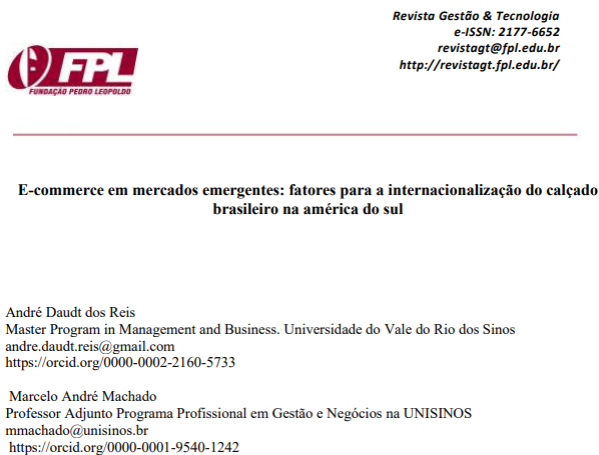 Revista Gestão & Tecnologia
e-ISSN: 2177-6652
revistagt@fpl.edu.br
http://revistagt.fpl.edu.br/
FPL
FUNDAÇÃO PEDRO LEOPOLDO
E-commerce em mercados emergentes: fatores para a internacionalização do calçado
brasileiro na américa do sul
André Daudt dos Reis
Master Program in Management and Business. Universidade do Vale do Rio dos Sinos
andre.daudt.reis@gmail.com
https://orcid.org/0000-0002-2160-5733
Marcelo André Machado
Professor Adjunto Programa Profissional em Gestão e Negócios na UNISINOS
mmachado@unisinos.br
https://orcid.org/0000-0001-9540-1242